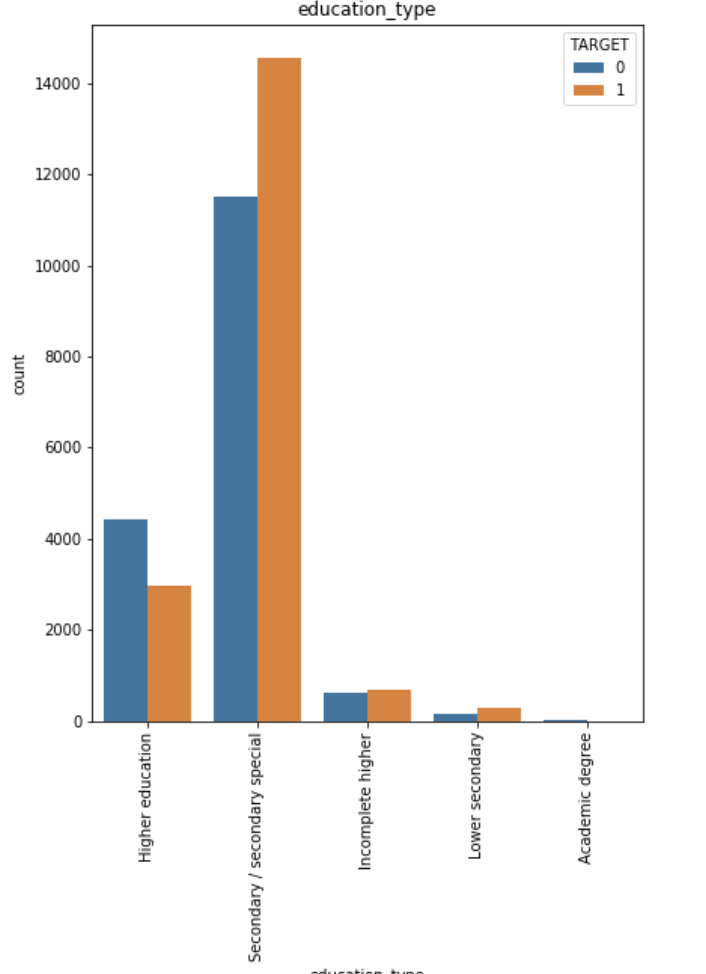 education_type
TARGET
0
1
14000
12000
10000
8000
6000
4000
2000
0
count
Higher education
Secondary / secondary special
Incomplete higher
Lower secondary
Academic degree
education_type